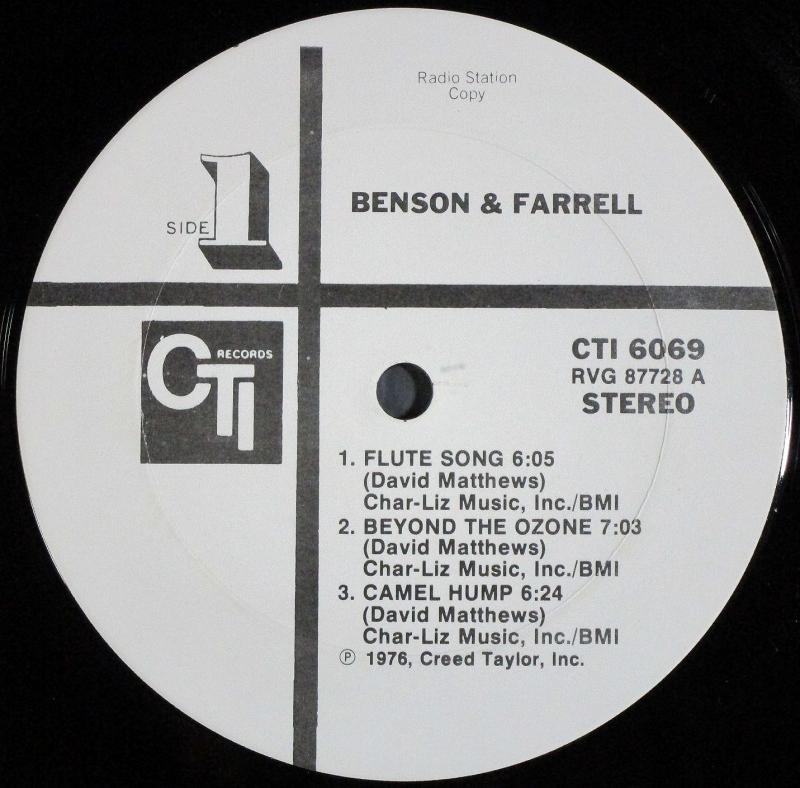 Radio Station
Copy
SIDE 1
BENSON & FARRELL
CTI RECORDS
CTI 6069
RVG 87728 A
STEREO
1. FLUTE SONG 6:05
(David Matthews)
Char-Liz Music, Inc./BMI
2. BEYOND THE OZONE 7:03
(David Matthews)
Char-Liz Music, Inc./BMI
3. CAMEL HUMP 6:24
(David Matthews)
Char-Liz Music, Inc./BMI
℗ 1976, Creed Taylor, Inc.